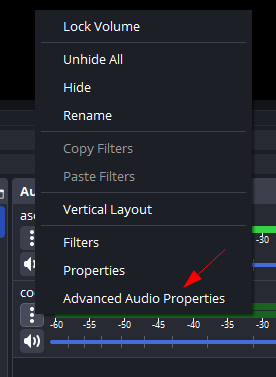 Lock Volume
Unhide All
Hide
Rename
Copy Filters
Paste Filters
Vertical Layout
Filters
Properties
Advanced Audio Properties
Au
as
-30
co
-60 -55 -50 -45 -40 -35 -30